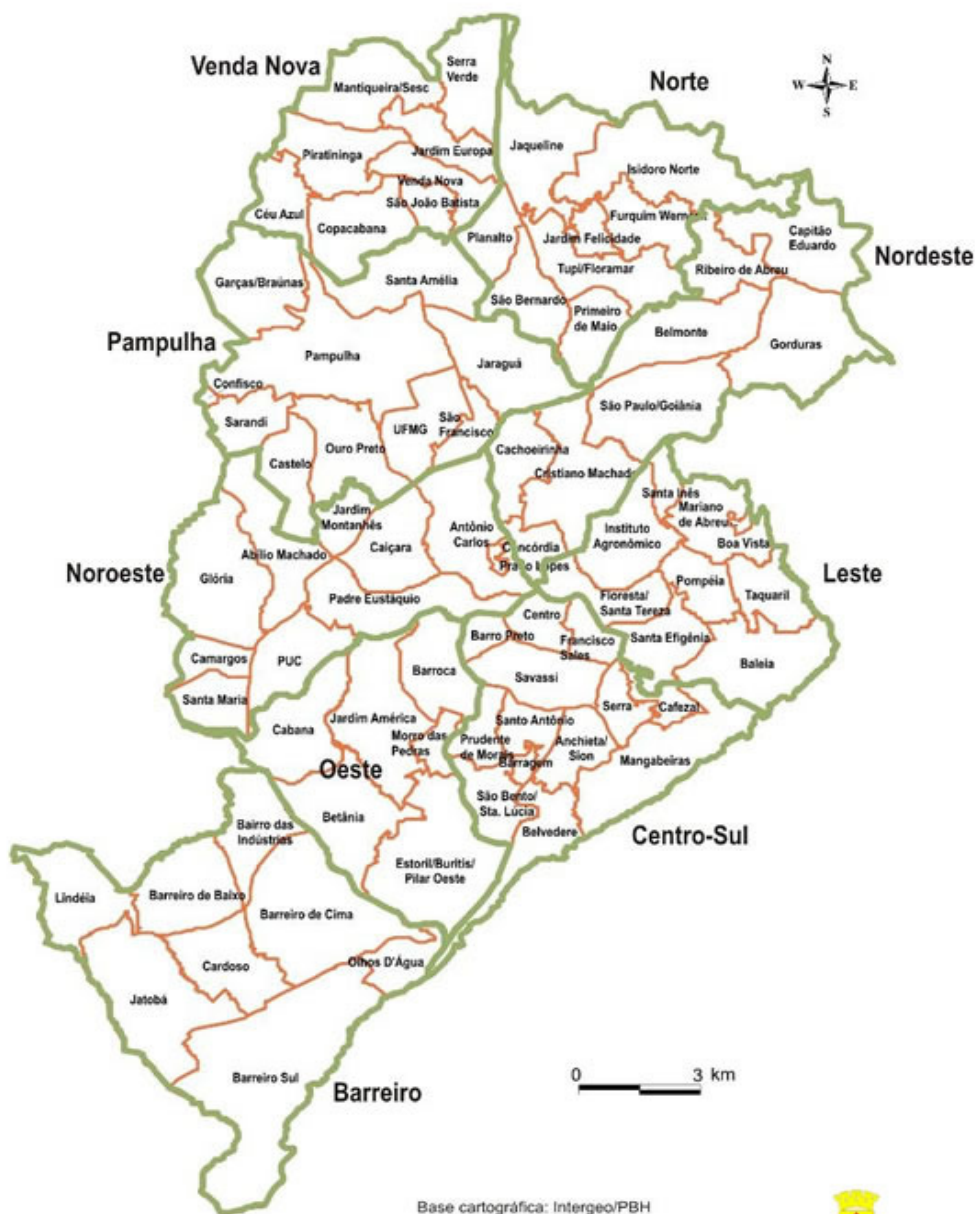 Venda Nova
Serra
Verde
Mantiqueira/Sesc
Norte
N
W
E
S
Jaqueline
Piratininga
Jardim Europa
Isidoro Norte
Venda Nova
São João Batista
Céu Azul
Copacabana
Furquim
Planalto
Jardim Felicidade
Capitão
Eduardo
Nordeste
Tupi/Floramar
Ribeiro de Abreu
Garças/Braúnas
Santa Amélia
São Bernardo
Primeiro
de Maio
Belmonte
Gorduras
Pampulha
Pampulha
Jaraguá
Confisco
São Paulo/Goiânia
Sarandi
UFMG
São
Francisco
Ouro Preto
Castelo
Cachoeirinha
Cristiano Machado
Jardim
Montanhês
Santa Inês
Mariano
de Abreu
Antônio
Carlos
Instituto
Agronômico
Boa Vista
Caiçara
Abílio Machado
Concórdia
Prado Lopes
Noroeste
Glória
Pompéia
Leste
Padre Eustáquio
Floresta/
Santa Tereza
Taquaril
Centro
Barro Preto
Francisco
Sales
Santa Efigênia
Camargos
PUC
Barroca
Savassi
Baleia
Santa Maria
Serra
Cafezal
Cabana
Jardim América
Santo Antônio
Morro das
Pedras
Prudente
de Morais
Anchieta/
Sion
Barragem
Mangabeiras
Oeste
São Bento/
Sta. Lúcia
Betânia
Belvedere
Centro-Sul
Bairro das
Indústrias
Estoril/Buritis/
Pilar Oeste
Lindéia
Barreiro de Baixo
Barreiro de Cima
Olhos D'Água
Cardoso
Jatobá
Barreiro Sul
Barreiro
0
3 km
Base cartográfica: Intergeo/PBH